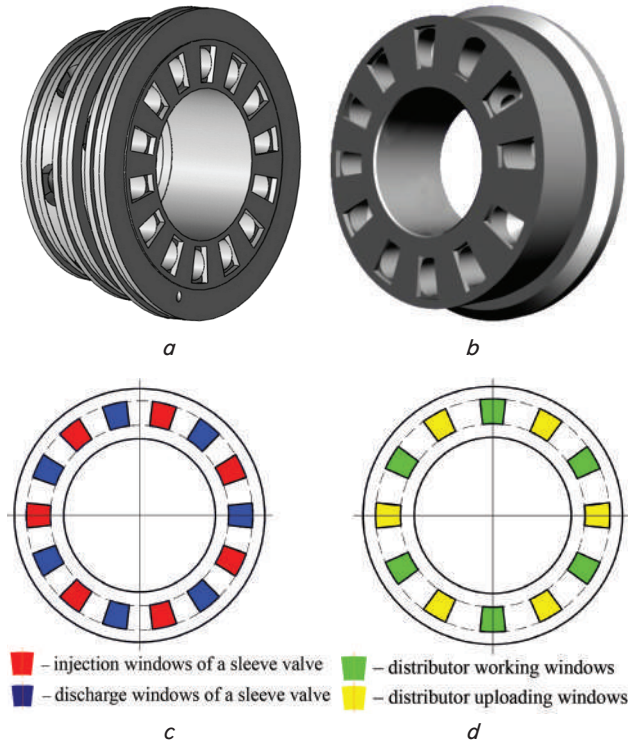 a
b
– injection windows of a sleeve valve
– discharge windows of a sleeve valve
c
– distributor working windows
– distributor uploading windows
d